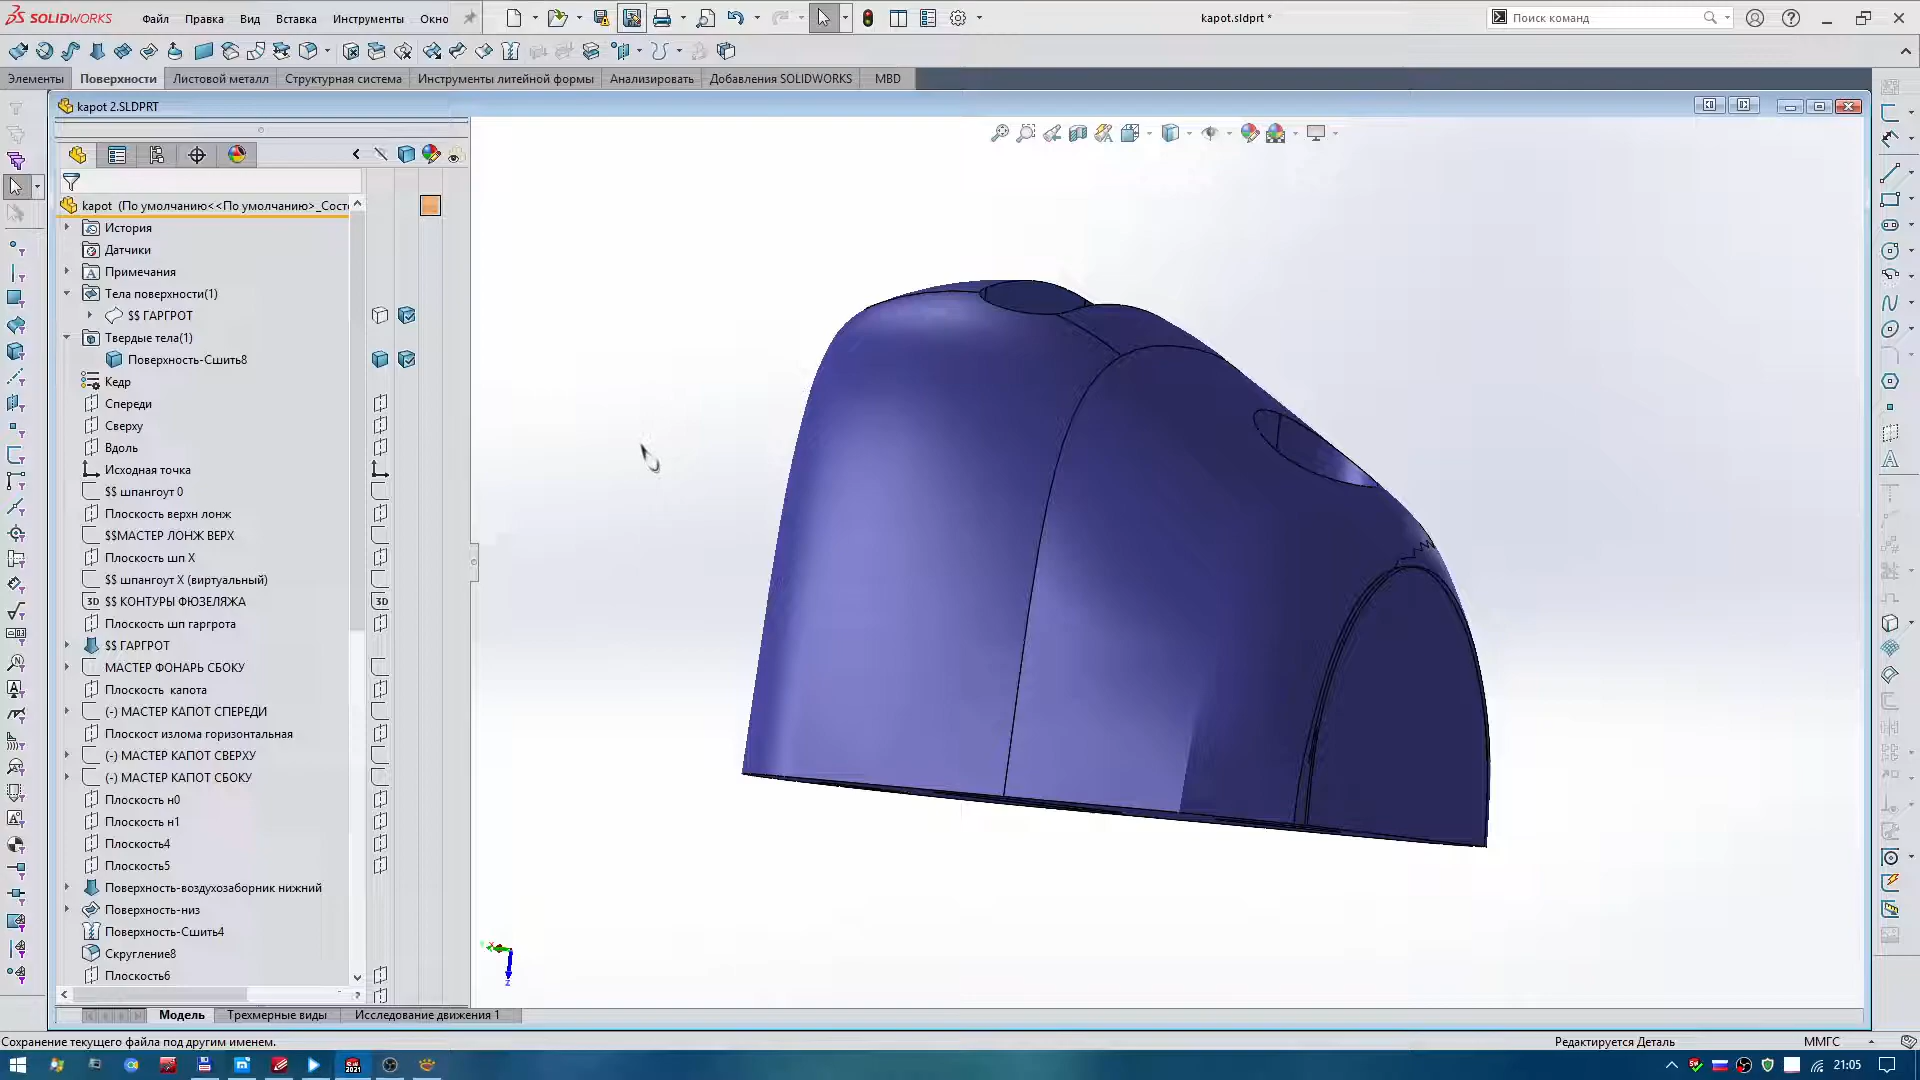 SOLIDWORKS
Файл
Правка
Вид
Вставка
Инструменты
Окно
kapot.sldprt *
Поиск команд
Элементы
Поверхности
Листовой металл
Структурная система
Инструменты литейной формы
Анализировать
Добавления SOLIDWORKS
MBD
kapot 2.SLDPRT
kapot (По умолчанию<<По умолчанию>_Сост
История
Датчики
Примечания
Тела поверхности(1)
$$ ГАРГРОТ
Твердые тела(1)
Поверхность-Сшить8
Кедр
Спереди
Сверху
Вдоль
Исходная точка
$$ шпангоут 0
Плоскость верхн лонж
$$МАСТЕР ЛОНЖ ВЕРХ
Плоскость шп X
$$ шпангоут X (виртуальный)
3D $$ КОНТУРЫ ФЮЗЕЛЯЖА 3D
Плоскость шп гаргрота
$$ ГАРГРОТ
МАСТЕР ФОНАРЬ СБОКУ
Плоскость капота
(-) МАСТЕР КАПОТ СПЕРЕДИ
Плоскост излома горизонтальная
(-) МАСТЕР КАПОТ СВЕРХУ
(-) МАСТЕР КАПОТ СБОКУ
Плоскость н0
Плоскость н1
Плоскость4
Плоскость5
Поверхность-воздухозаборник нижний
Поверхность-низ
Поверхность-Сшить4
Скругление8
Плоскость6
Z
Модель
Трехмерные виды
Исследование движения 1
Сохранение текущего файла под другим именем.
Редактируется Деталь
ММГС
21:05